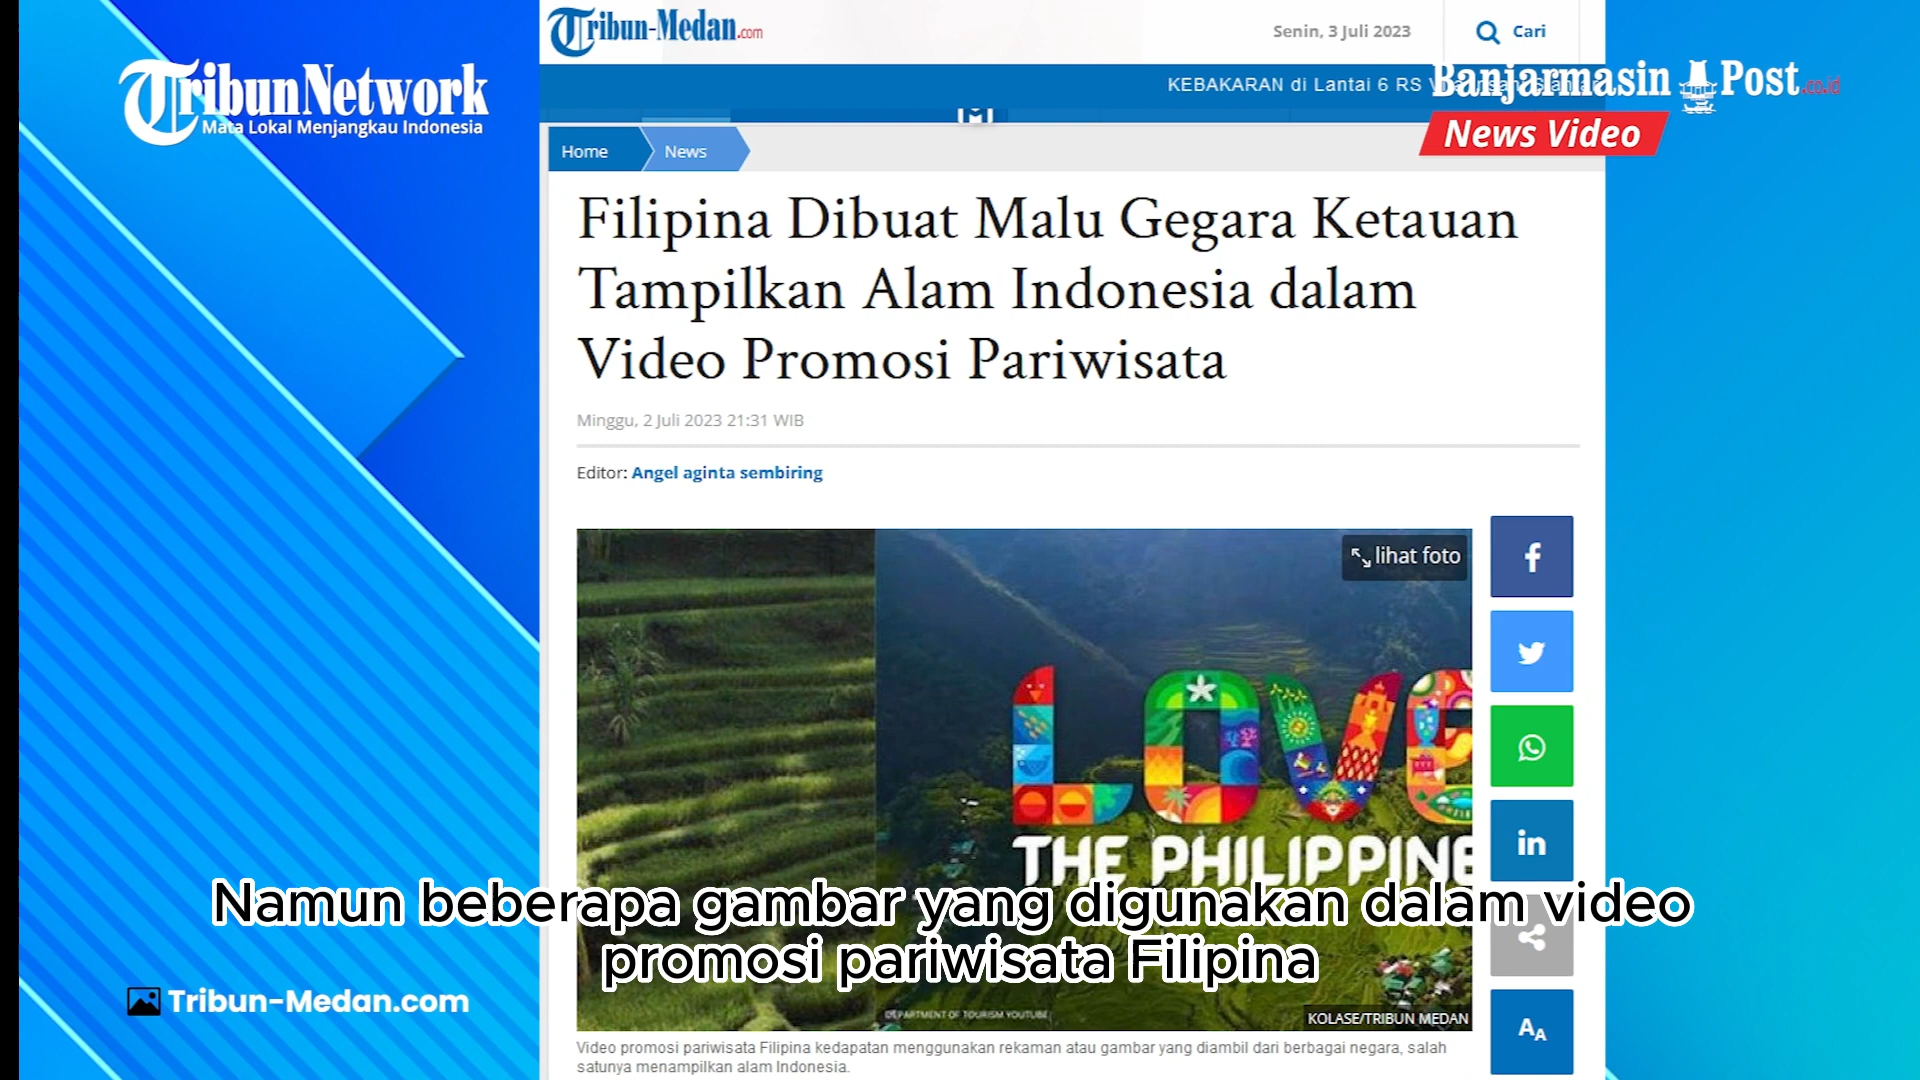 Tribun-Medan.com
Senin, 3 Juli 2023
Cari
TribunNetwork
Mata Lokal Menjangkau Indonesia
KEBAKARAN di Lantai 6 RS
Banjarmasin Post.co.id
News Video
Home
News
Filipina Dibuat Malu Gegara Ketauan
Tampilkan Alam Indonesia dalam
Video Promosi Pariwisata
Minggu, 2 Juli 2023 21:31 WIB
Editor: Angel aginta sembiring
lihat foto
LOVE
THE PHILIPPINE
Namun beberapa gambar yang digunakan dalam video
promosi pariwisata Filipina
Tribun-Medan.com
DEPARTMENT OF TOURISM YOUTUBE
KOLASE/TRIBUN MEDAN
AA
Video promosi pariwisata Filipina kedapatan menggunakan rekaman atau gambar yang diambil dari berbagai negara, salah
satunya menampilkan alam Indonesia.